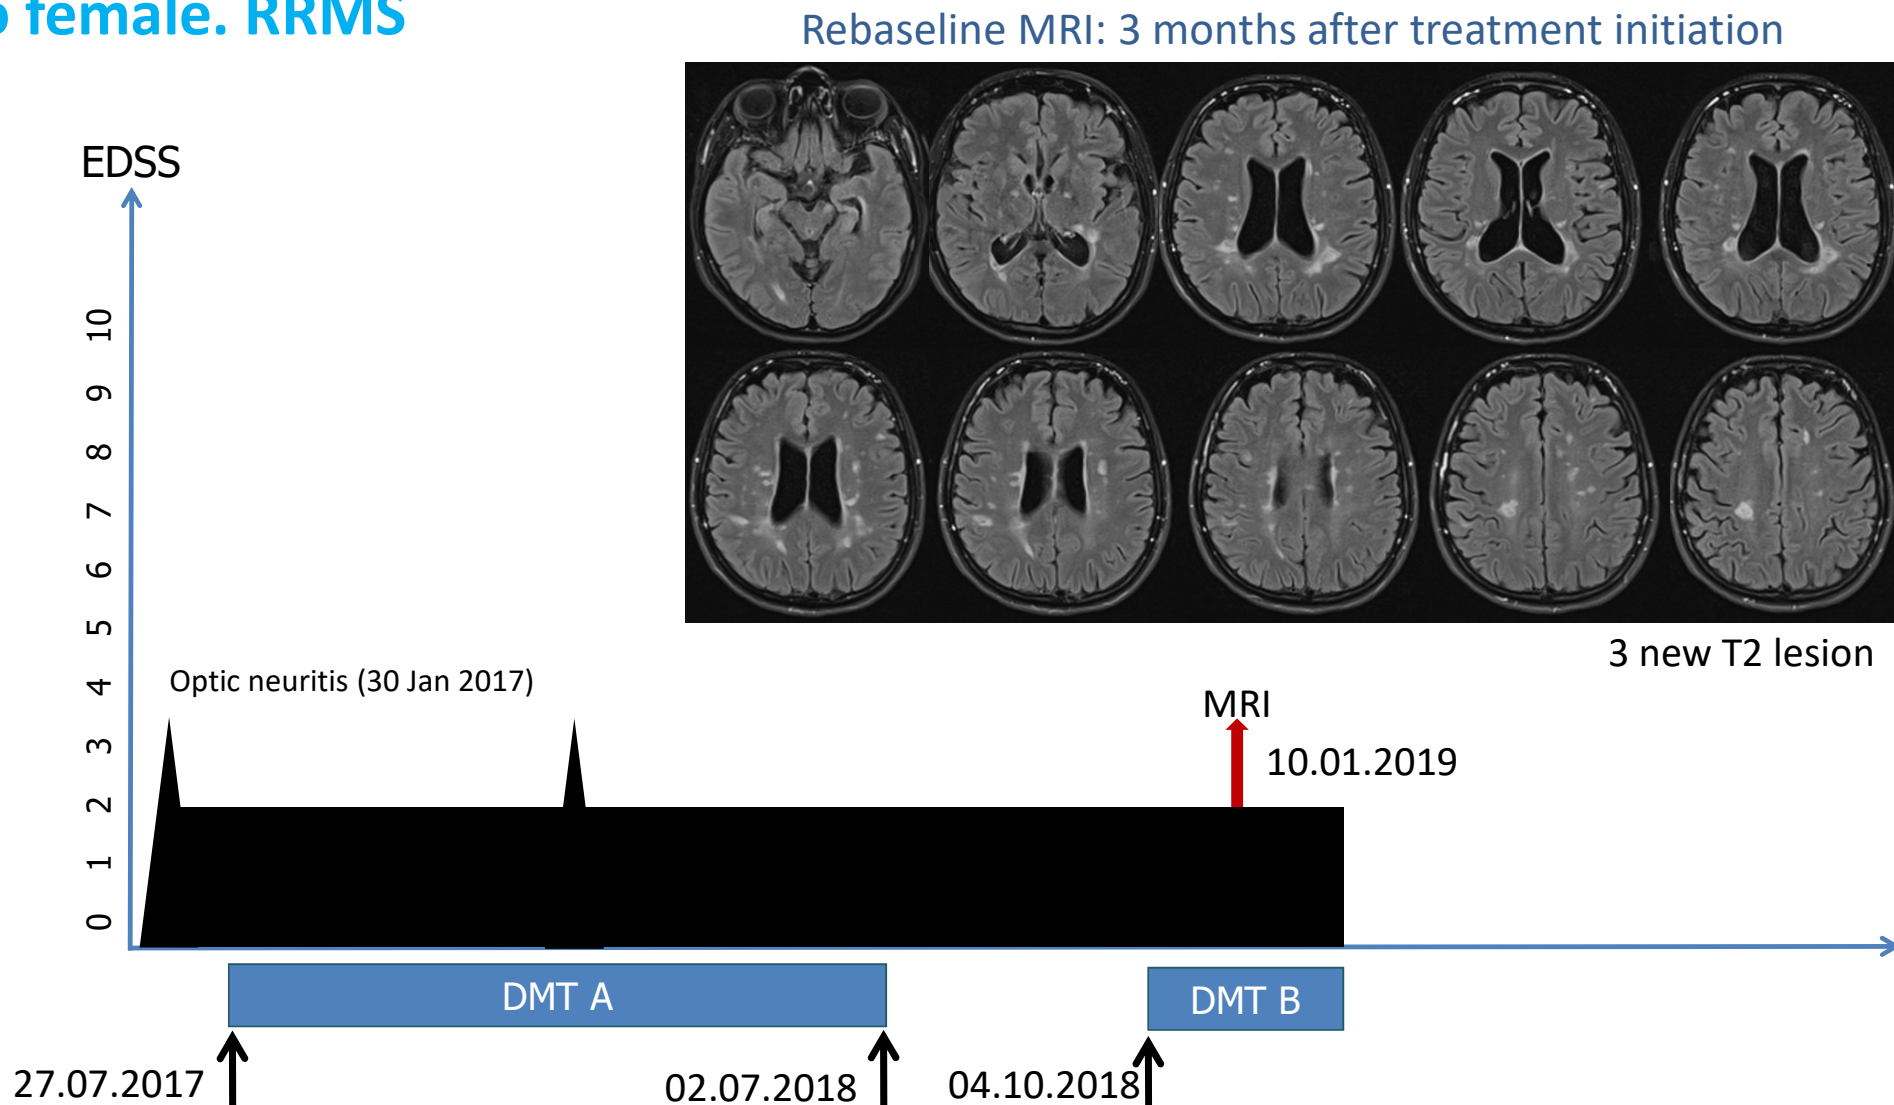 female. RRMS
Rebaseline MRI: 3 months after treatment initiation
EDSS
10
9
8
7
6
5
4
3
2
1
0
3 new T2 lesion
Optic neuritis (30 Jan 2017)
MRI
10.01.2019
DMT A
DMT B
27.07.2017
02.07.2018
04.10.2018